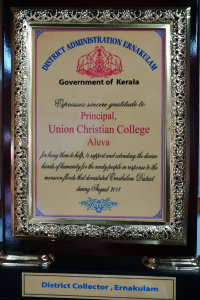 DISTRICT ADMINISTRATION ERNAKULAM
Government of Kerala
Expresses sincere gratitude to
Principal,
Union Christian College
Aluva
for being there to help, to support and extending the divine
hands of humanity for the needy people in response to the
monsoon floods that devastated Ernakulam District
during August 2018
District Collector, Ernakulam